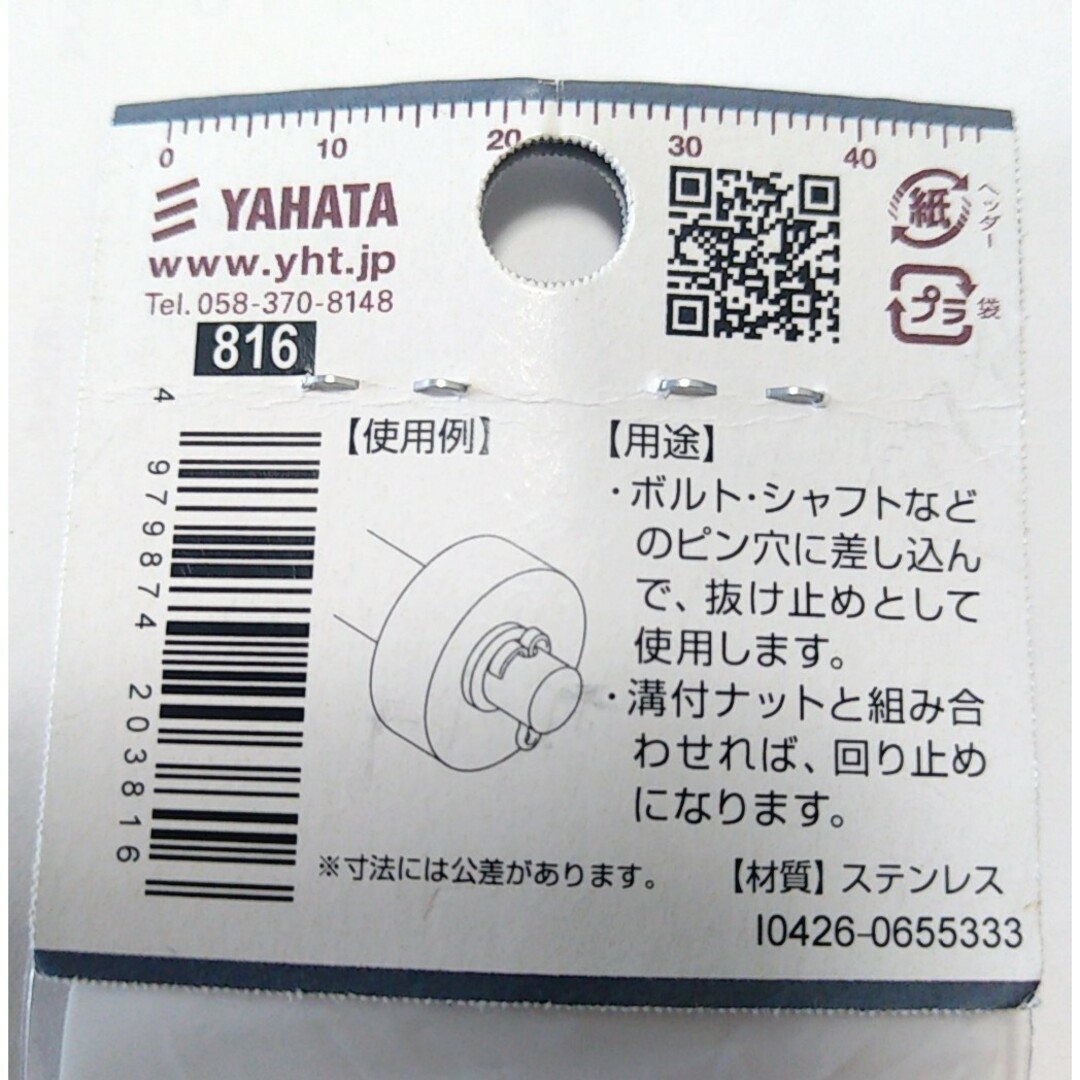 0 10 20 30 40
YAHATA
www.yht.jp
Tel. 058-370-8148
816
紙
ヘッダー
プラ
袋
4 979874 203816
【使用例】
【用途】
・ボルト・シャフトなど
のピン穴に差し込ん
で、抜け止めとして
使用します。
・溝付ナットと組み合
わせれば、回り止め
になります。
※寸法には公差があります。
【材質】ステンレス
I0426-0655333